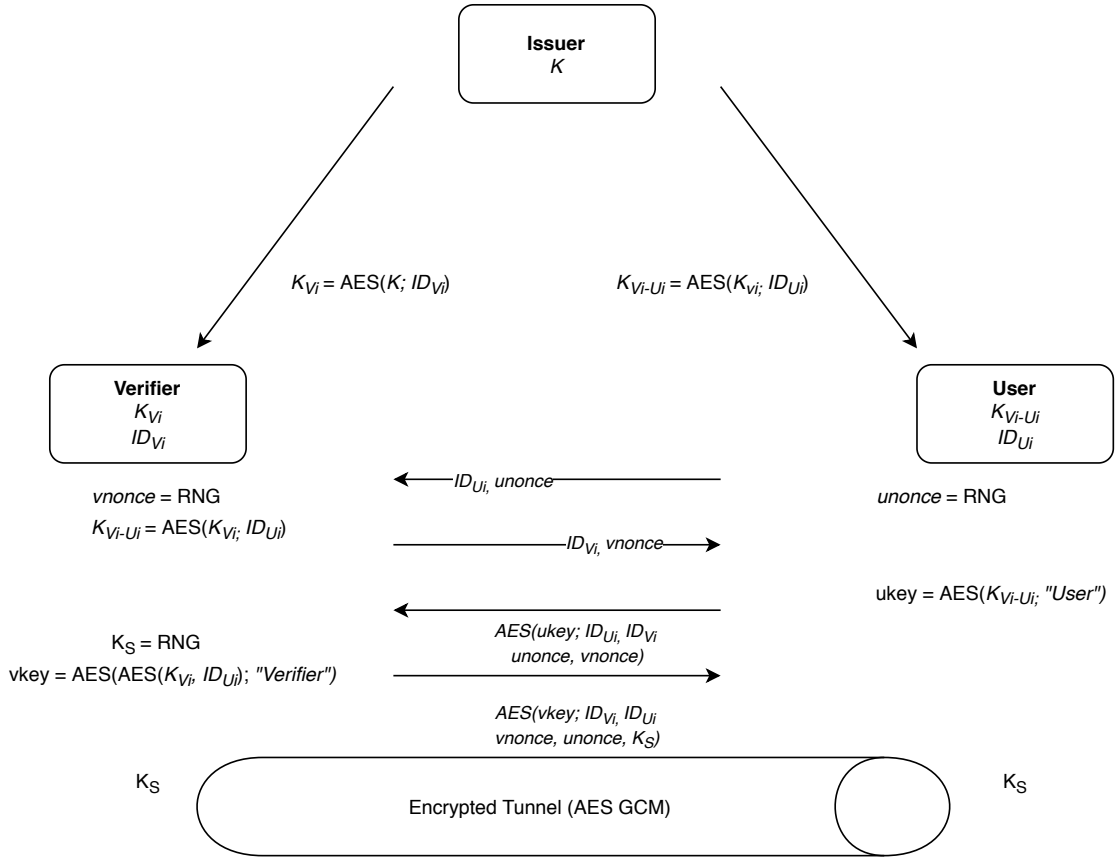 Issuer
K
K_Vi = AES(K; ID_Vi)
K_Vi-Ui = AES(K_vi; ID_Ui)
Verifier
K_Vi
ID_Vi
User
K_Vi-Ui
ID_Ui
vnonce = RNG
K_Vi-Ui = AES(K_Vi; ID_Ui)
ID_Ui, unonce
unonce = RNG
ID_Vi, vnonce
ukey = AES(K_Vi-Ui; "User")
AES(ukey; ID_Ui, ID_Vi
unonce, vnonce)
K_S = RNG
vkey = AES(AES(K_Vi, ID_Ui); "Verifier")
AES(vkey; ID_Vi, ID_Ui
vnonce, unonce, K_S)
K_S
Encrypted Tunnel (AES GCM)
K_S